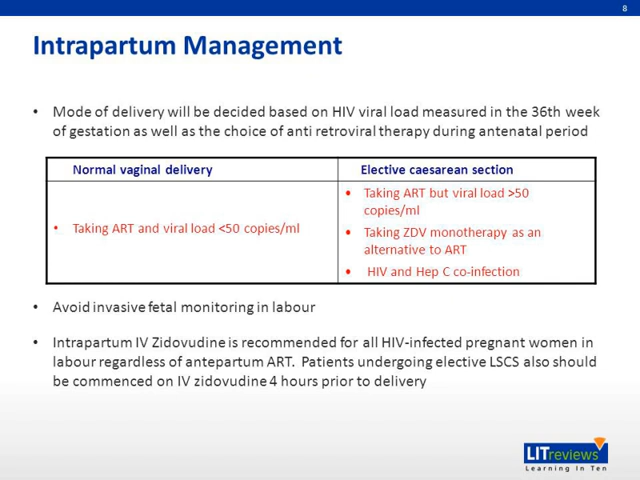 8
Intrapartum Management
• Mode of delivery will be decided based on HIV viral load measured in the 36th week
of gestation as well as the choice of anti retroviral therapy during antenatal period
Normal vaginal delivery
Elective caesarean section
• Taking ART and viral load <50 copies/ml
• Taking ART but viral load >50
copies/ml
• Taking ZDV monotherapy as an
alternative to ART
• HIV and Hep C co-infection
• Avoid invasive fetal monitoring in labour
• Intrapartum IV Zidovudine is recommended for all HIV-infected pregnant women in
labour regardless of antepartum ART. Patients undergoing elective LSCS also should
be commenced on IV zidovudine 4 hours prior to delivery
LITreviews
Learning In Ten